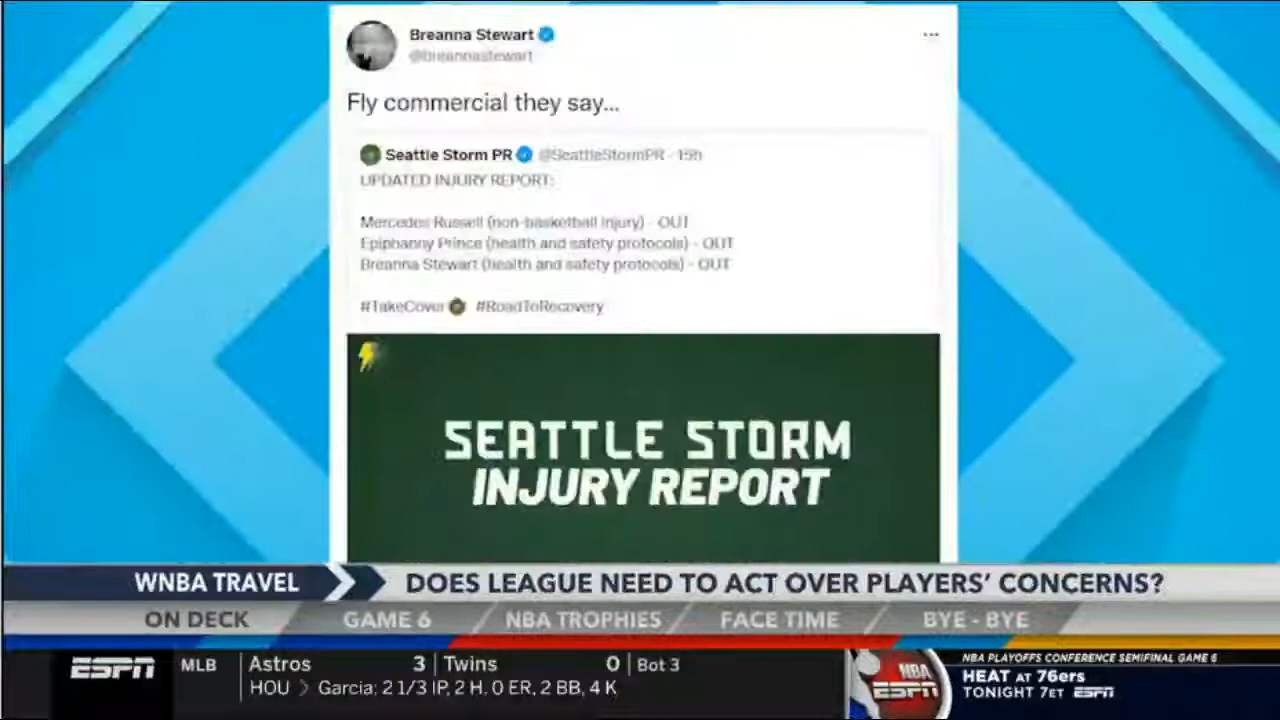 Breanna Stewart
@breannastewart
Fly commercial they say...
Seattle Storm PR @SeattleStormPR · 15h
UPDATED INJURY REPORT:
Mercedes Russell (non-basketball injury) - OUT
Epiphanny Prince (health and safety protocols) - OUT
Breanna Stewart (health and safety protocols) - OUT
#TakeCover #RoadToRecovery
SEATTLE STORM
INJURY REPORT
WNBA TRAVEL DOES LEAGUE NEED TO ACT OVER PLAYERS' CONCERNS?
ON DECK GAME 6 / NBA TROPHIES / FACE TIME / BYE - BYE
ESPN MLB Astros 3 Twins 0 Bot 3
HOU > Garcia: 2 1/3 IP, 2 H, 0 ER, 2 BB, 4 K
NBA
ESPN
NBA PLAYOFFS CONFERENCE SEMIFINAL GAME 6
HEAT AT 76ers
TONIGHT 7ET ESPN